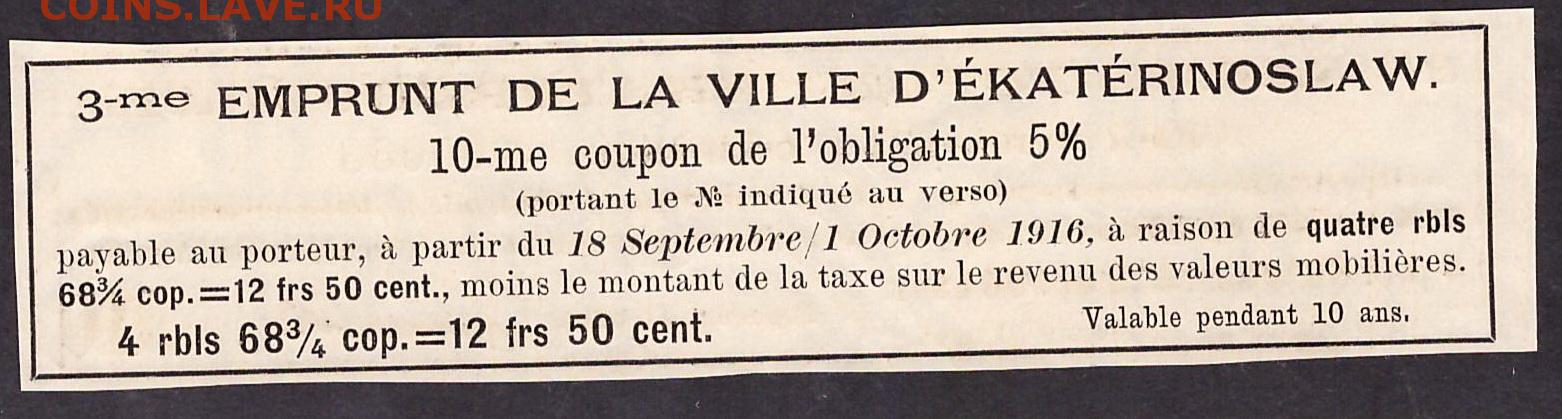 COINS.LAVE.RU
3-me EMPRUNT DE LA VILLE D'ÉKATÉRINOSLAW.
10-me coupon de l'obligation 5%
(portant le № indiqué au verso)
payable au porteur, à partir du 18 Septembre/1 Octobre 1916, à raison de quatre rbls
68¾ cop.=12 frs 50 cent., moins le montant de la taxe sur le revenu des valeurs mobilières.
4 rbls 68¾ cop.=12 frs 50 cent.
Valable pendant 10 ans.